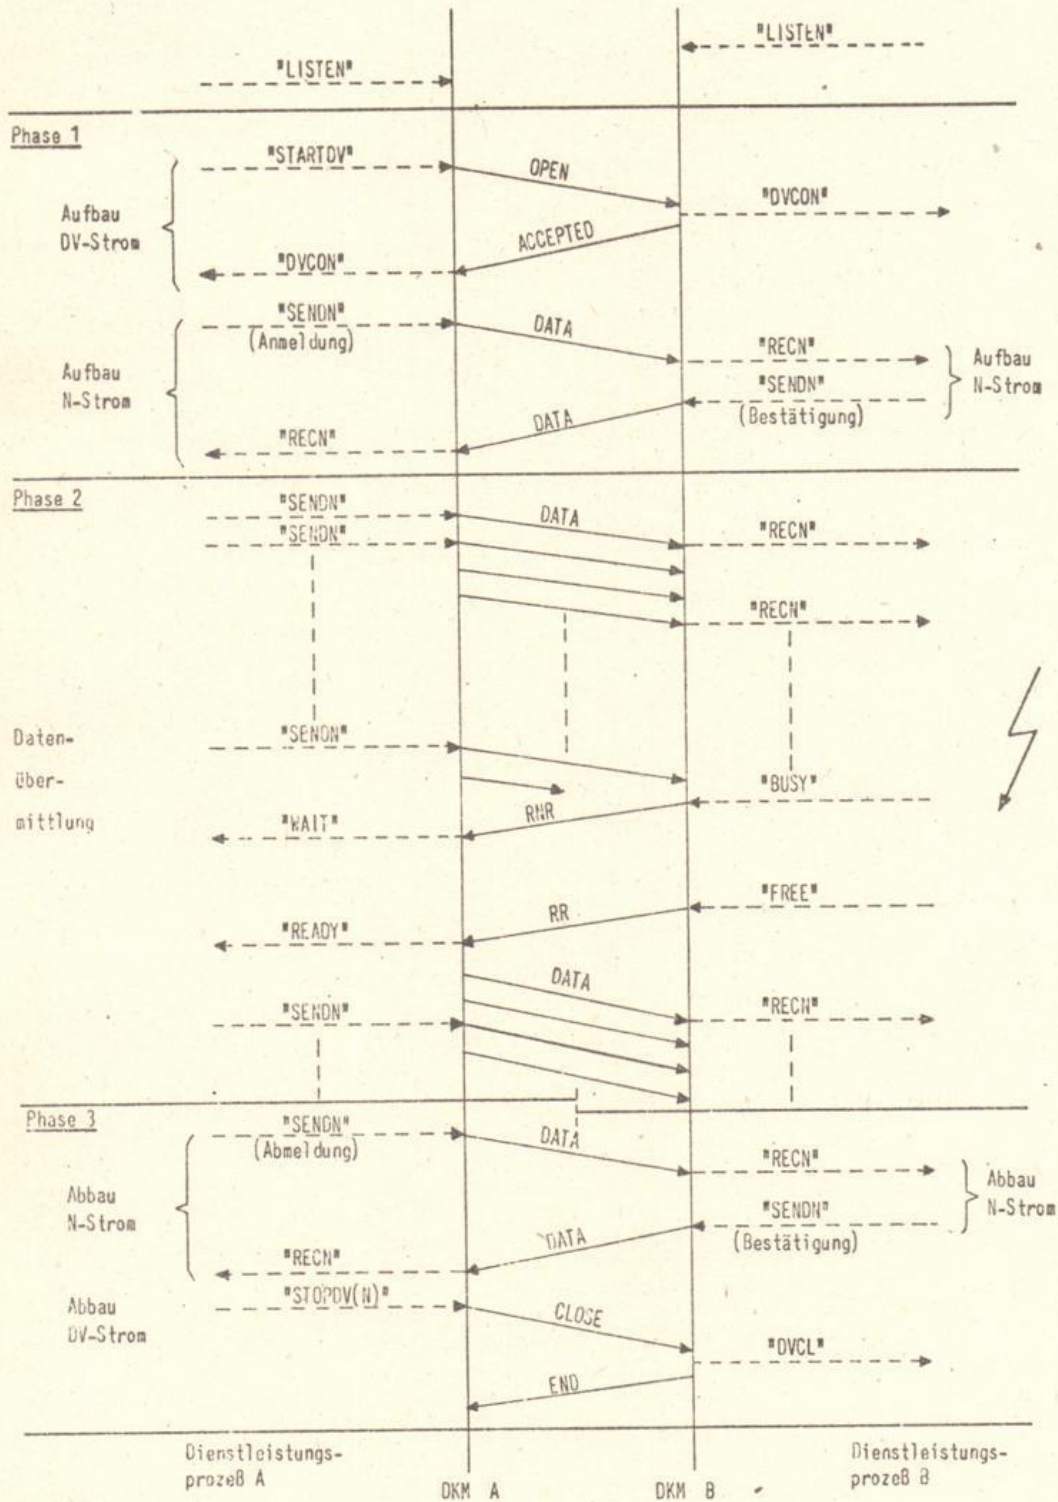 "LISTEN"
"LISTEN"
Phase 1
"STARTDV"
OPEN
"DVCON"
Aufbau
DV-Strom
ACCEPTED
"DVCON"
"SENDN"
(Anmeldung)
DATA
"RECN"
Aufbau
N-Strom
"SENDN"
(Bestätigung)
Aufbau
N-Strom
DATA
"RECN"
Phase 2
"SENDN"
DATA
"SENDN"
"RECN"
"RECN"
Daten-
über-
mittlung
"SENDN"
"BUSY"
RNR
"WAIT"
"FREE"
RR
"READY"
DATA
"RECN"
"SENDN"
Phase 3
"SENDN"
(Abmeldung)
DATA
"RECN"
Abbau
N-Strom
"SENDN"
(Bestätigung)
Abbau
N-Strom
DATA
"RECN"
"STOPDV(N)"
Abbau
DV-Strom
CLOSE
"DVCL"
END
Dienstleistungs-
prozeß A
DKM A
DKM B
Dienstleistungs-
prozeß B